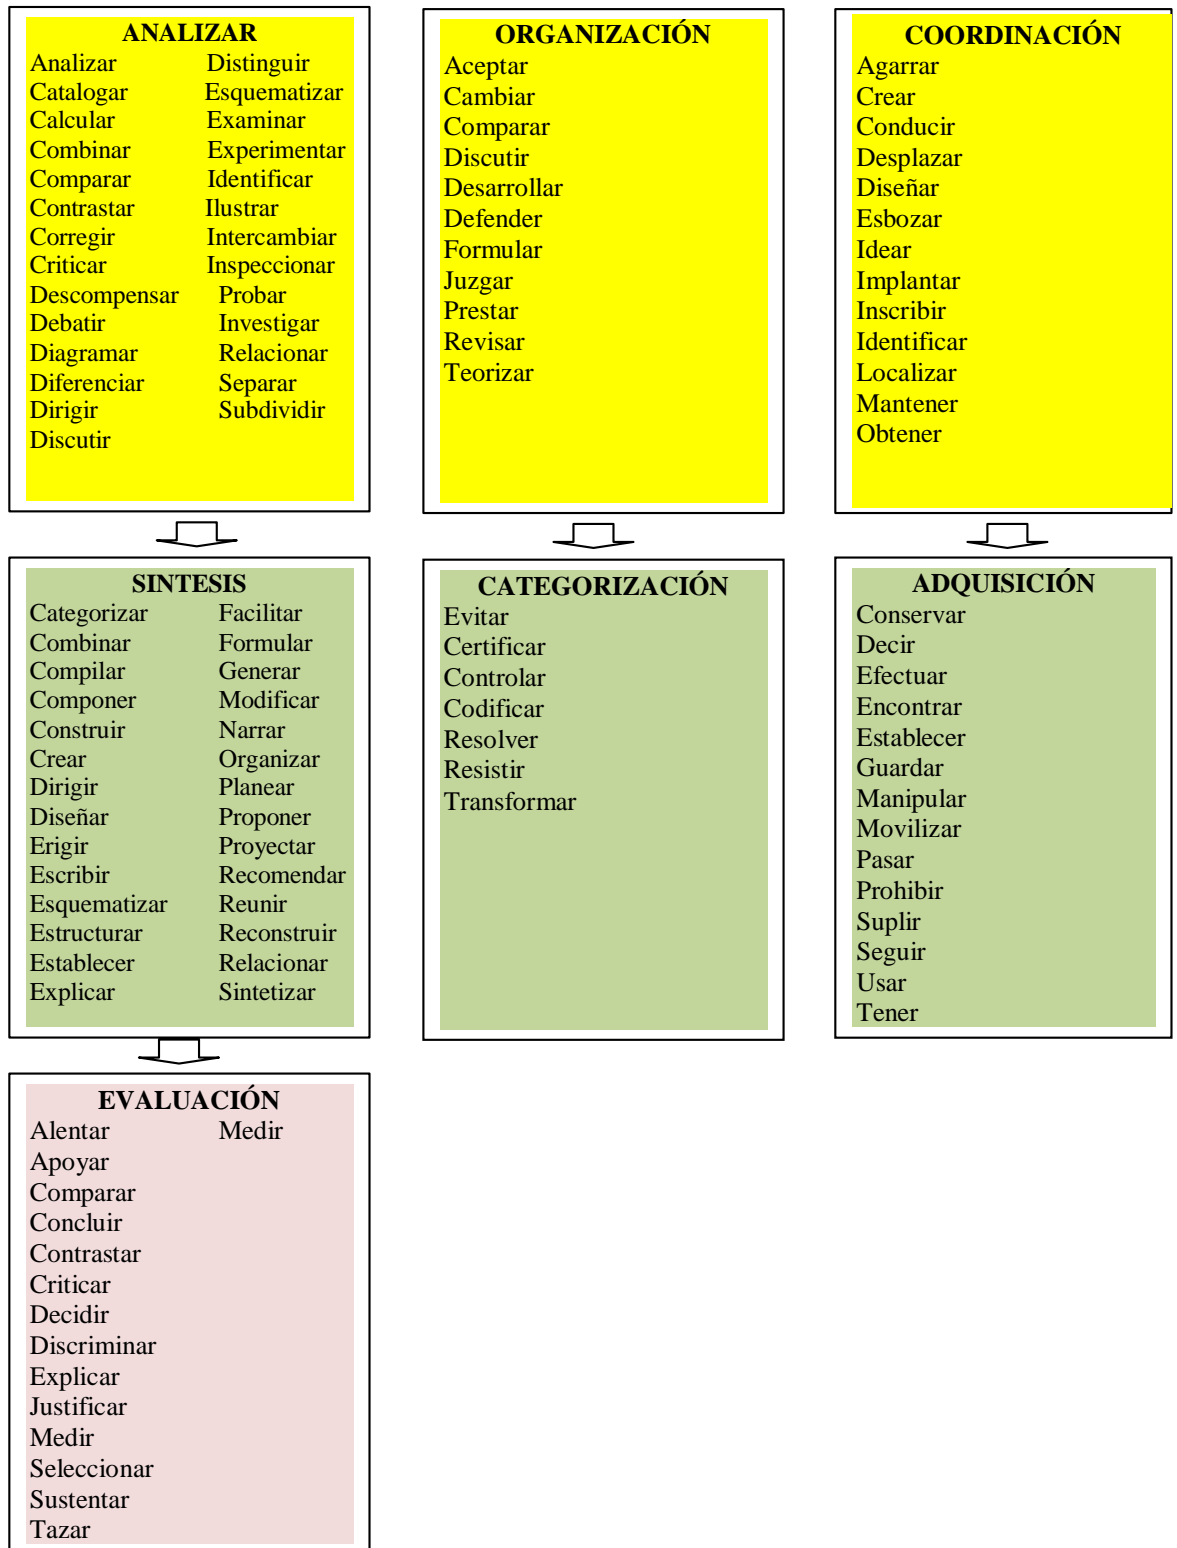 ANALIZAR
Analizar Distinguir
Catalogar Esquematizar
Calcular Examinar
Combinar Experimentar
Comparar Identificar
Contrastar Ilustrar
Corregir Intercambiar
Criticar Inspeccionar
Descompensar Probar
Debatir Investigar
Diagramar Relacionar
Diferenciar Separar
Dirigir Subdividir
Discutir
ORGANIZACIÓN
Aceptar
Cambiar
Comparar
Discutir
Desarrollar
Defender
Formular
Juzgar
Prestar
Revisar
Teorizar
COORDINACIÓN
Agarrar
Crear
Conducir
Desplazar
Diseñar
Esbozar
Idear
Implantar
Inscribir
Identificar
Localizar
Mantener
Obtener
SINTESIS
Categorizar Facilitar
Combinar Formular
Compilar Generar
Componer Modificar
Construir Narrar
Crear Organizar
Dirigir Planear
Diseñar Proponer
Erigir Proyectar
Escribir Recomendar
Esquematizar Reunir
Estructurar Reconstruir
Establecer Relacionar
Explicar Sintetizar
CATEGORIZACIÓN
Evitar
Certificar
Controlar
Codificar
Resolver
Resistir
Transformar
ADQUISICIÓN
Conservar
Decir
Efectuar
Encontrar
Establecer
Guardar
Manipular
Movilizar
Pasar
Prohibir
Suplir
Seguir
Usar
Tener
EVALUACIÓN
Alentar Medir
Apoyar
Comparar
Concluir
Contrastar
Criticar
Decidir
Discriminar
Explicar
Justificar
Medir
Seleccionar
Sustentar
Tazar